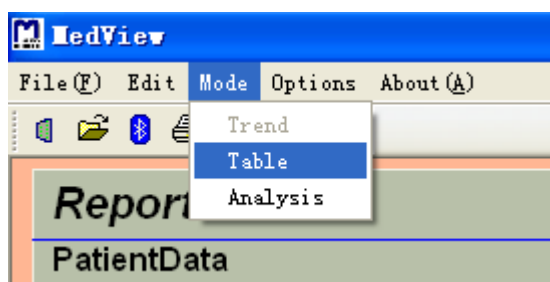 MedView
File(F) Edit Mode Options About(A)
Trend
Table
Analysis
Report
PatientData